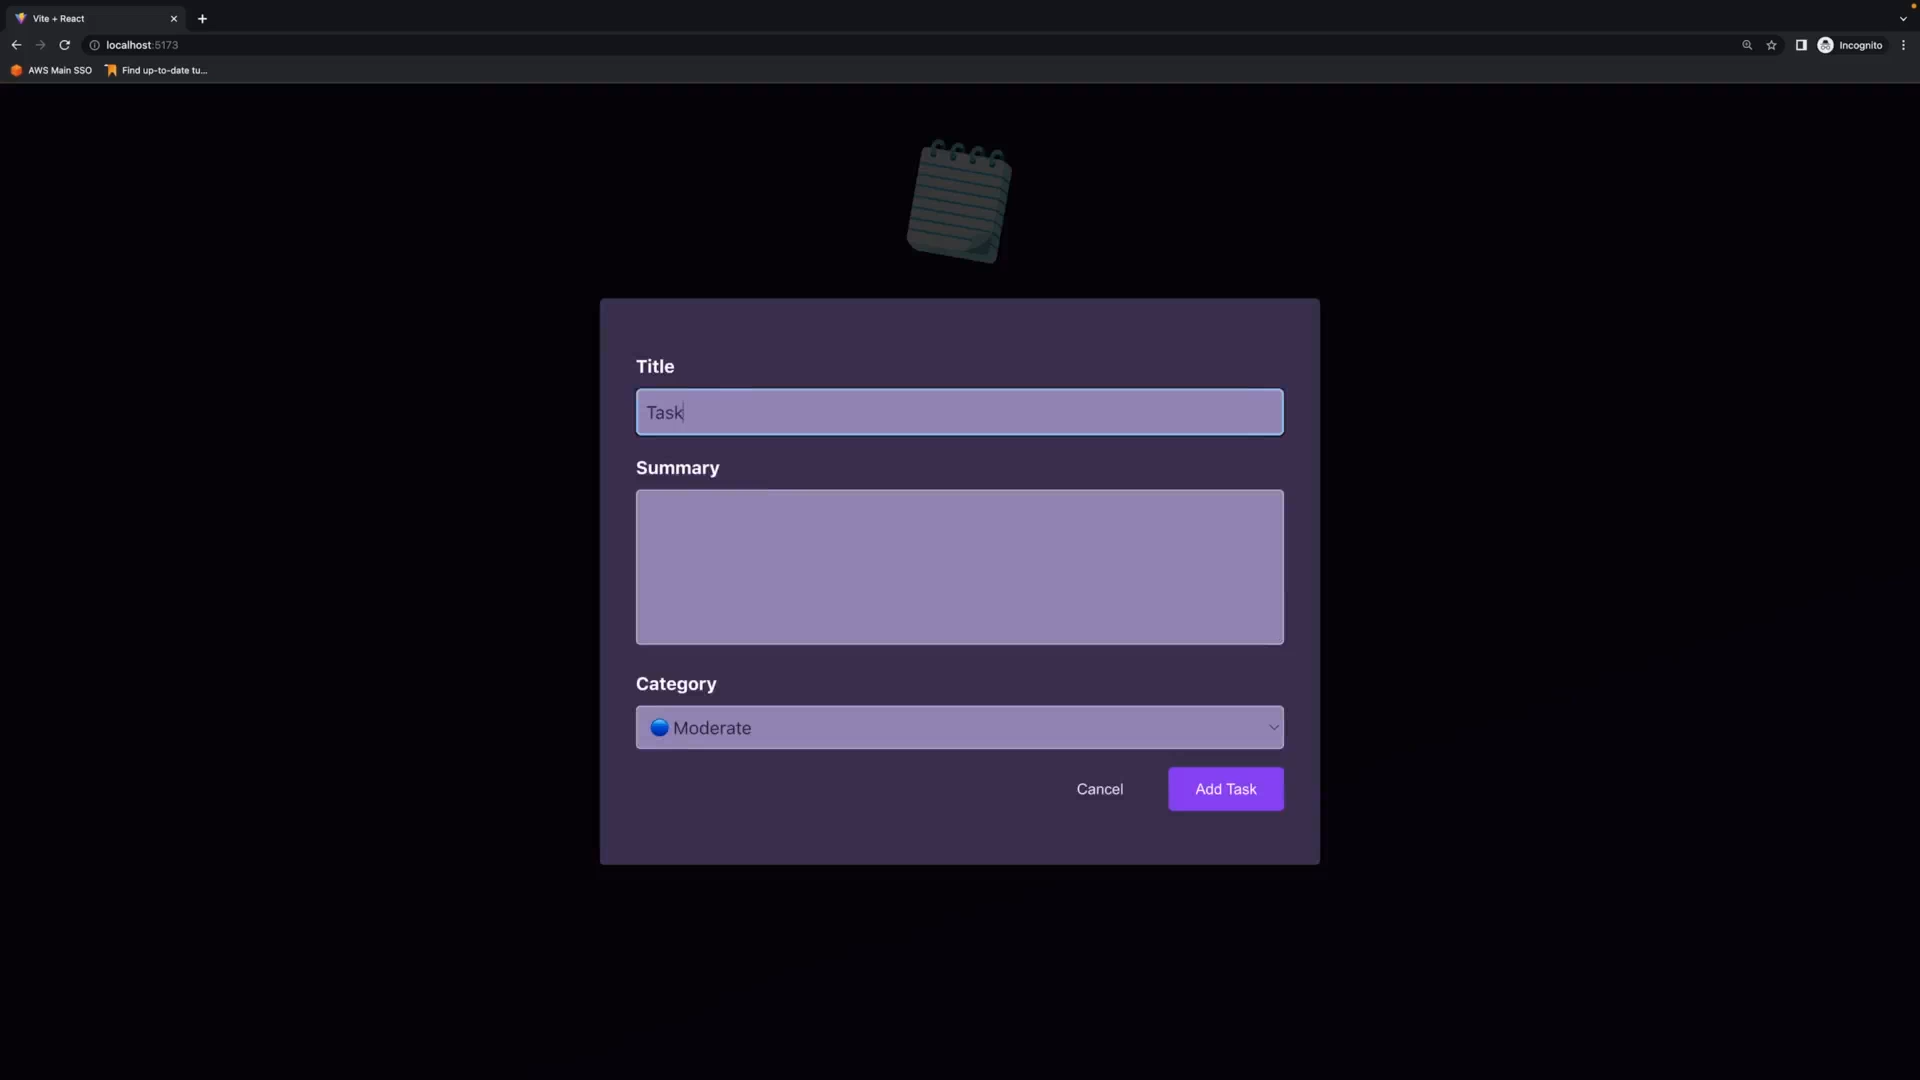 Vite + React
localhost:5173
Incognito
AWS Main SSO
Find up-to-date tu...
Title
Task
Summary
Category
Moderate
Cancel
Add Task